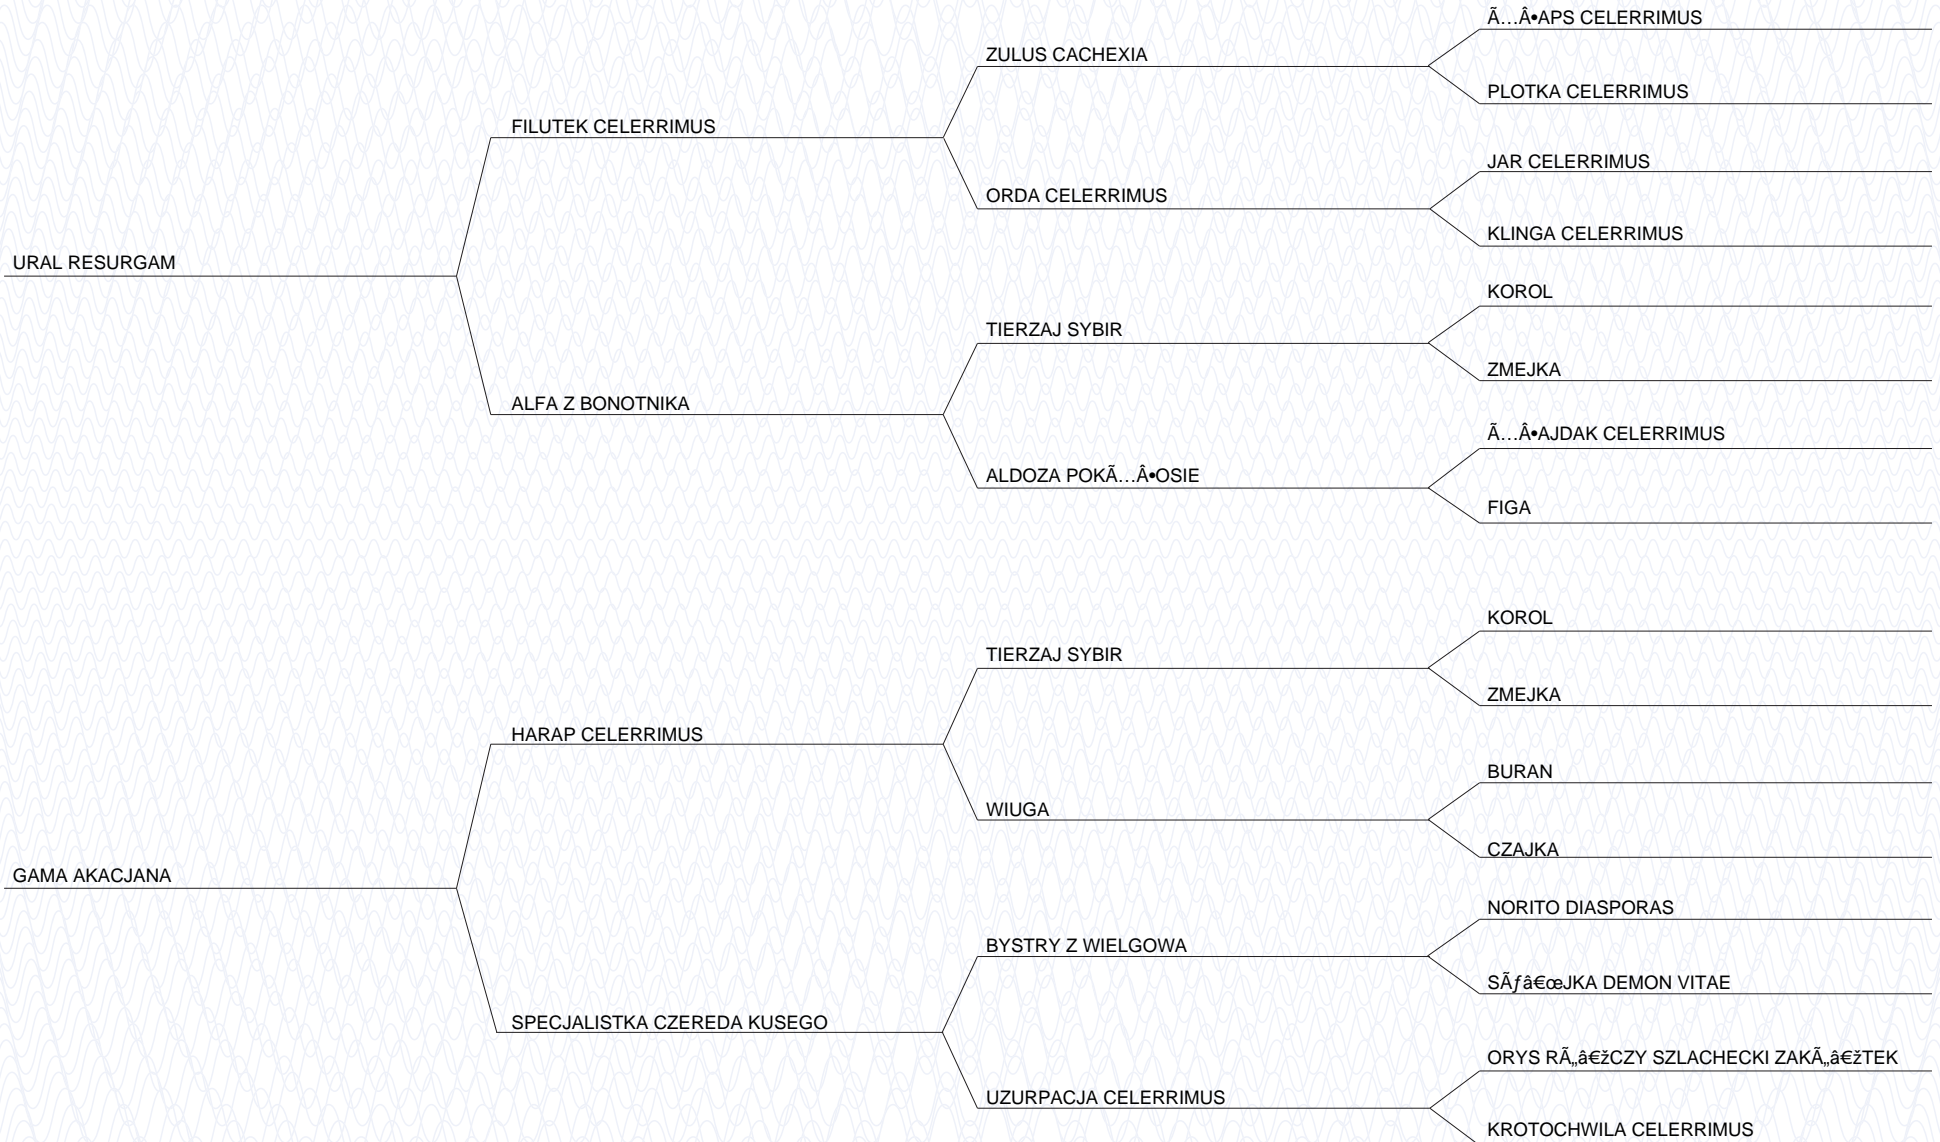 Ã…Â•APS CELERRIMUS
ZULUS CACHEXIA
PLOTKA CELERRIMUS
FILUTEK CELERRIMUS
JAR CELERRIMUS
ORDA CELERRIMUS
KLINGA CELERRIMUS
URAL RESURGAM
KOROL
TIERZAJ SYBIR
ZMEJKA
ALFA Z BONOTNIKA
Ã…Â•AJDAK CELERRIMUS
ALDOZA POKÃ…Â•OSIE
FIGA
KOROL
TIERZAJ SYBIR
ZMEJKA
HARAP CELERRIMUS
BURAN
WIUGA
CZAJKA
GAMA AKACJANA
NORITO DIASPORAS
BYSTRY Z WIELGOWA
SÃƒâ€œJKA DEMON VITAE
SPECJALISTKA CZEREDA KUSEGO
ORYS RÃ„â€žCZY SZLACHECKI ZAKÃ„â€žTEK
UZURPACJA CELERRIMUS
KROTOCHWILA CELERRIMUS